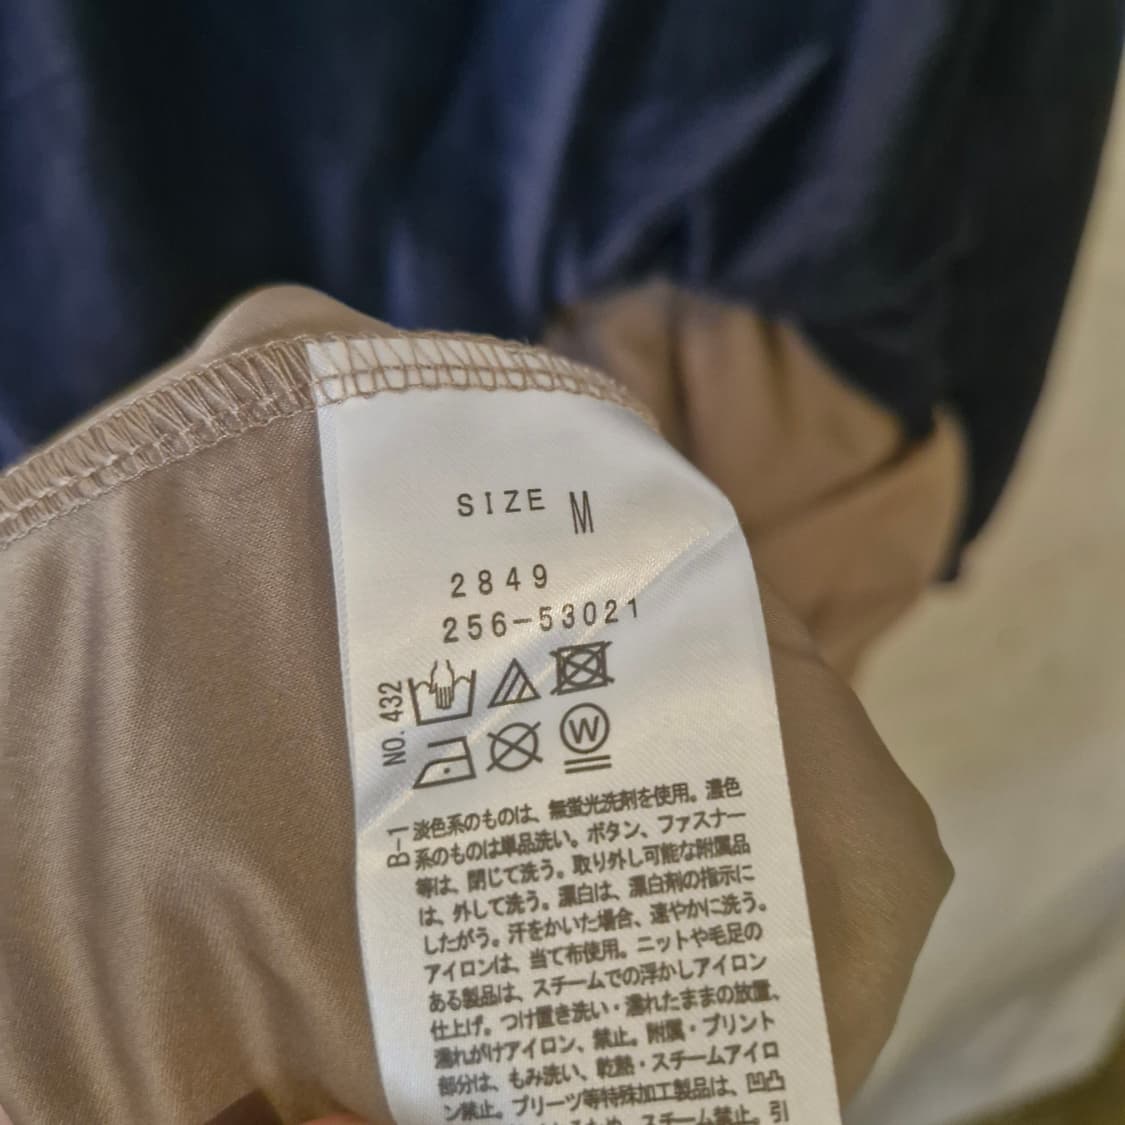 SIZE M
2849
256-53021
NO. 432
W
B-1
淡色系のものは、無蛍光洗剤を使用。濃色
系のものは単品洗い。ボタン、ファスナー
等は、閉じて洗う。取り外し可能な附属品
は、外して洗う。漂白は、漂白剤の指示に
したがう。汗をかいた場合、速やかに洗う。
アイロンは、当て布使用。ニットや毛足の
ある製品は、スチームでの浮かしアイロン
仕上げ。つけ置き洗い・濡れたままの放置、
濡れがけアイロン、禁止。附属・プリント
部分は、もみ洗い、乾熱・スチームアイロ
ン禁止。プリーツ等特殊加工製品は、凹凸
スチーム禁止。引